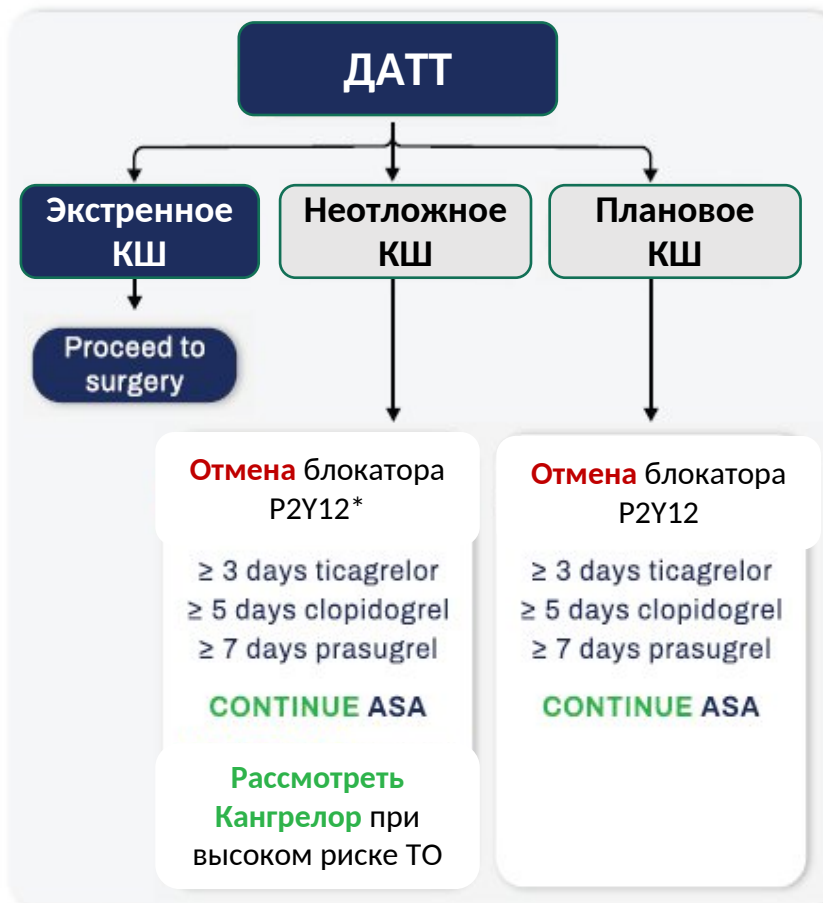 ДАТТ
Экстренное
КШ
Неотложное
КШ
Плановое
КШ
Proceed to
surgery
Отмена блокатора
P2Y12*
≥ 3 days ticagrelor
≥ 5 days clopidogrel
≥ 7 days prasugrel
CONTINUE ASA
Рассмотреть
Кангрелор при
высоком риске ТО
Отмена блокатора
P2Y12
≥ 3 days ticagrelor
≥ 5 days clopidogrel
≥ 7 days prasugrel
CONTINUE ASA